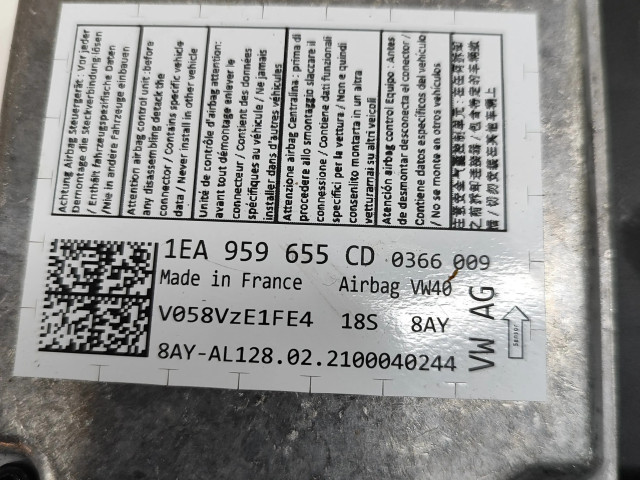 Achtung Airbag Steuergerät: Vor jeder
Demontage die Steckverbindung lösen
/ Enthält fahrzeugspezifische Daten
/Nie in andere Fahrzeuge einbauen
Attention airbag control unit: before
any disassembling detack the
connector / Contains specific vehicle
data / Never install in other vehicle
Unité de contrôle d'airbag attention:
avant tout démontage enlever le
connecteur / Contient des données
spécifiques au véhicule / Ne jamais
installer dans d'autres véhicules
Attenzione airbag Centralina: prima di
procedere allo smontaggio slaccare il
connessione / Contiene dati funzionali
specifici per la vettura / Non e quindi
consenlito montarta in un altra
vetturamai su altri veicoli
Atención airbag control Equipo: Antes
de desmontar desconecta el conector /
Contiene datos específicos del vehículo
/ No se monte en otros vehículos
1EA 959 655 CD 0366 009
Made in France Airbag VW40
V058VzE1FE4 18S 8AY
8AY-AL128.02.2100040244
VW AG
Sensor